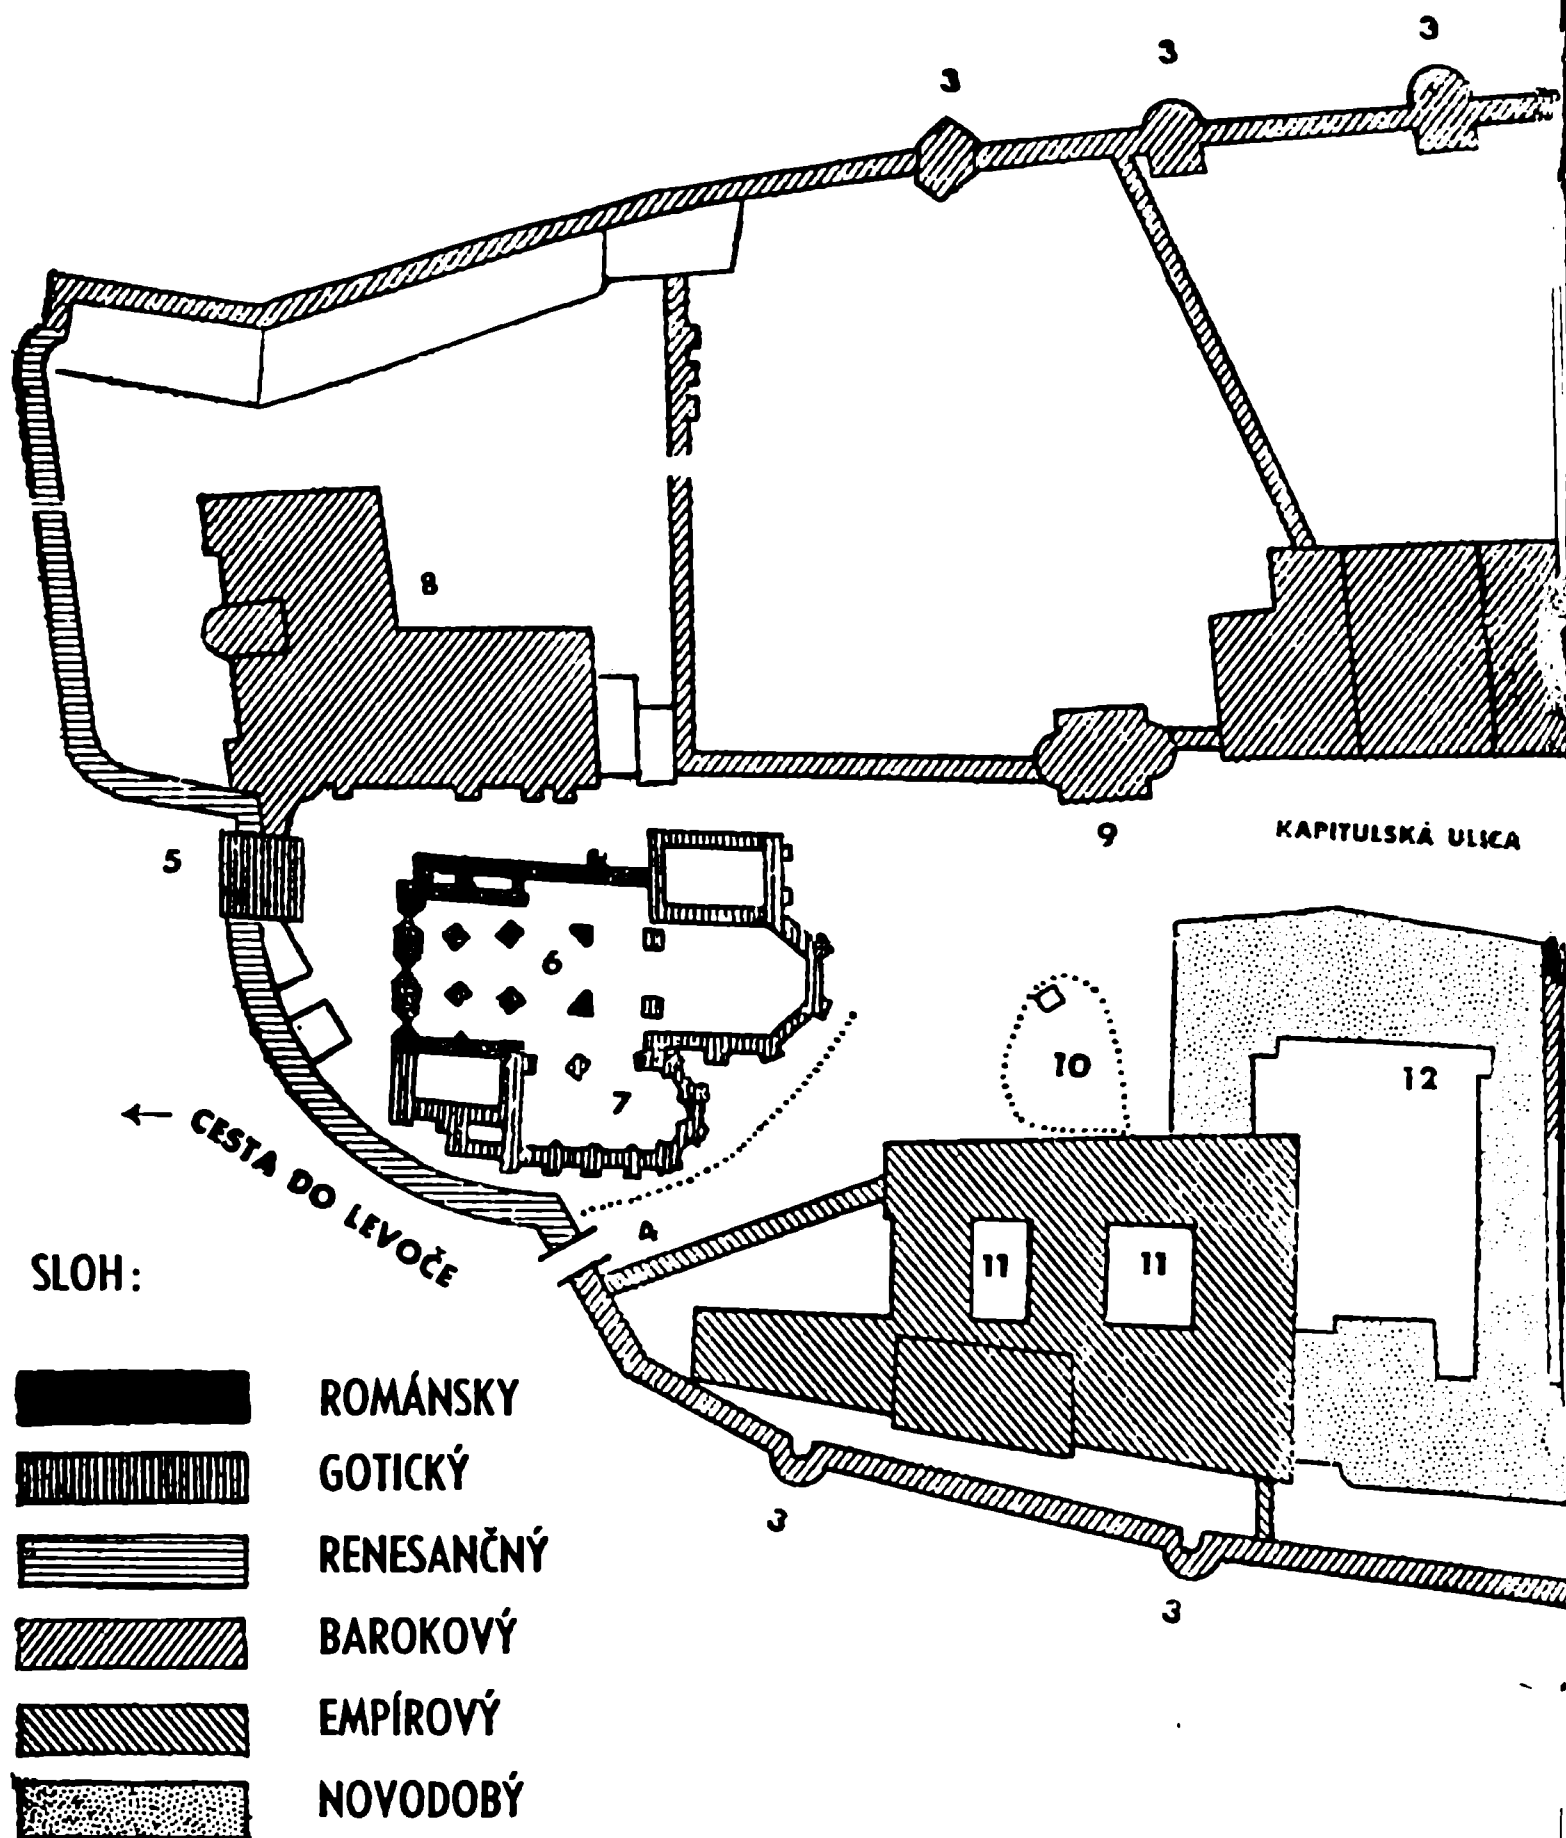 3
3
3
8
5
9
KAPITULSKÁ ULICA
6
7
10
12
← CESTA DO LEVOČE
4
11
11
3
3
SLOH:
ROMÁNSKY
GOTICKÝ
RENESANČNÝ
BAROKOVÝ
EMPÍROVÝ
NOVODOBÝ